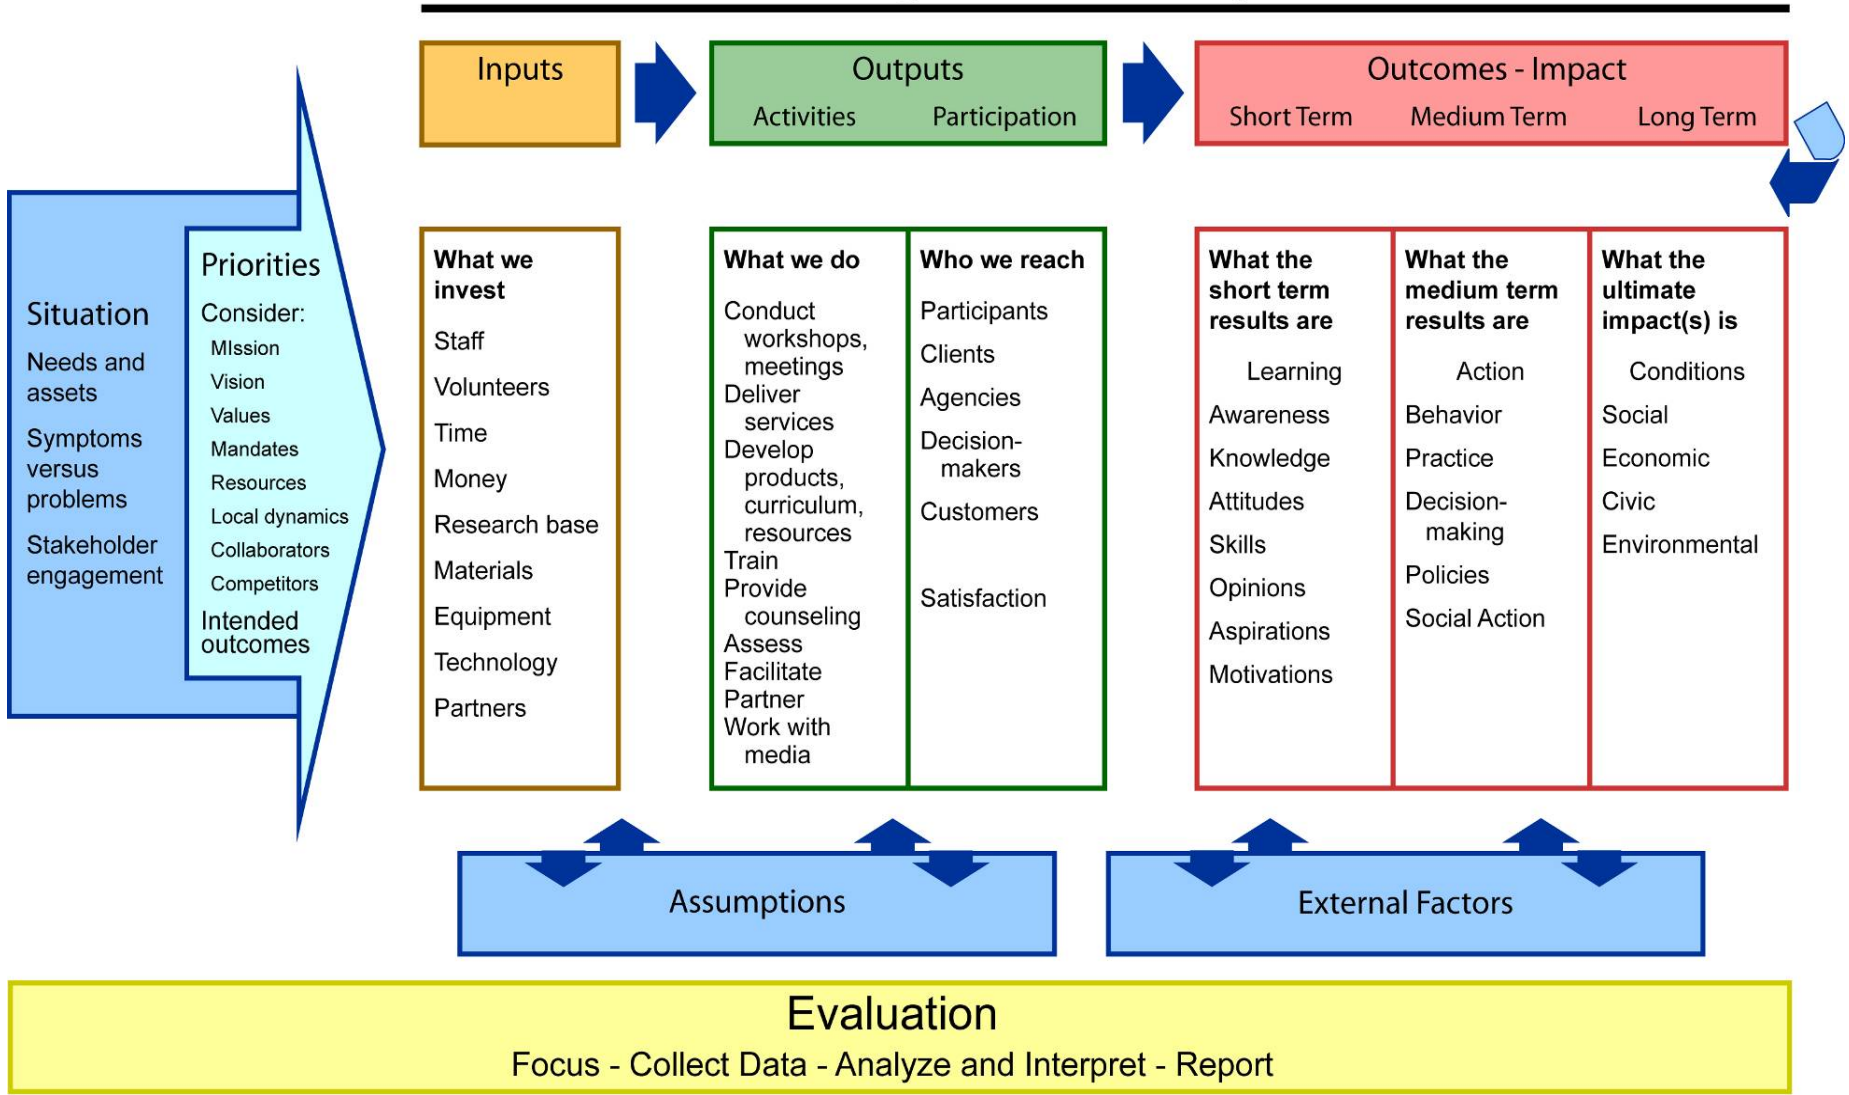 Inputs
Outputs
Activities
Participation
Outcomes - Impact
Short Term
Medium Term
Long Term
Situation
Needs and
assets
Symptoms
versus
problems
Stakeholder
engagement
Priorities
Consider:
MIssion
Vision
Values
Mandates
Resources
Local dynamics
Collaborators
Competitors
Intended
outcomes
What we
invest
Staff
Volunteers
Time
Money
Research base
Materials
Equipment
Technology
Partners
What we do
Conduct
workshops,
meetings
Deliver
services
Develop
products,
curriculum,
resources
Train
Provide
counseling
Assess
Facilitate
Partner
Work with
media
Who we reach
Participants
Clients
Agencies
Decision-
makers
Customers
Satisfaction
What the
short term
results are
Learning
Awareness
Knowledge
Attitudes
Skills
Opinions
Aspirations
Motivations
What the
medium term
results are
Action
Behavior
Practice
Decision-
making
Policies
Social Action
What the
ultimate
impact(s) is
Conditions
Social
Economic
Civic
Environmental
Assumptions
External Factors
Evaluation
Focus - Collect Data - Analyze and Interpret - Report